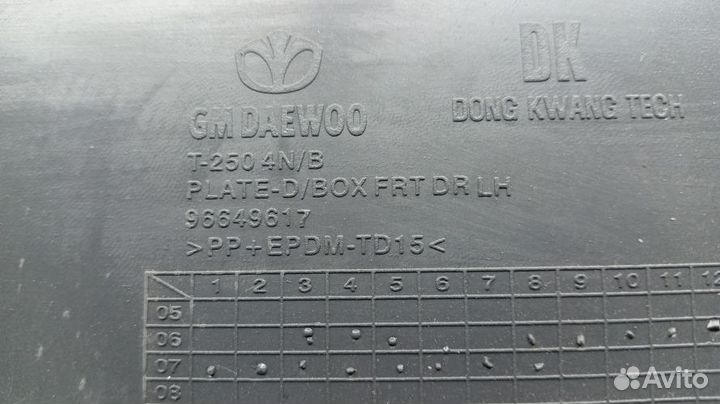 DK
GM DAEWOO
DONG KWANG TECH
T-250 4N/B
PLATE-D/BOX FRT DR LH
96649617
>PP+EPDM-TD15<
1 2 3 4 5 6 7 8 9 10 11 12
05
06
07
08
Avito